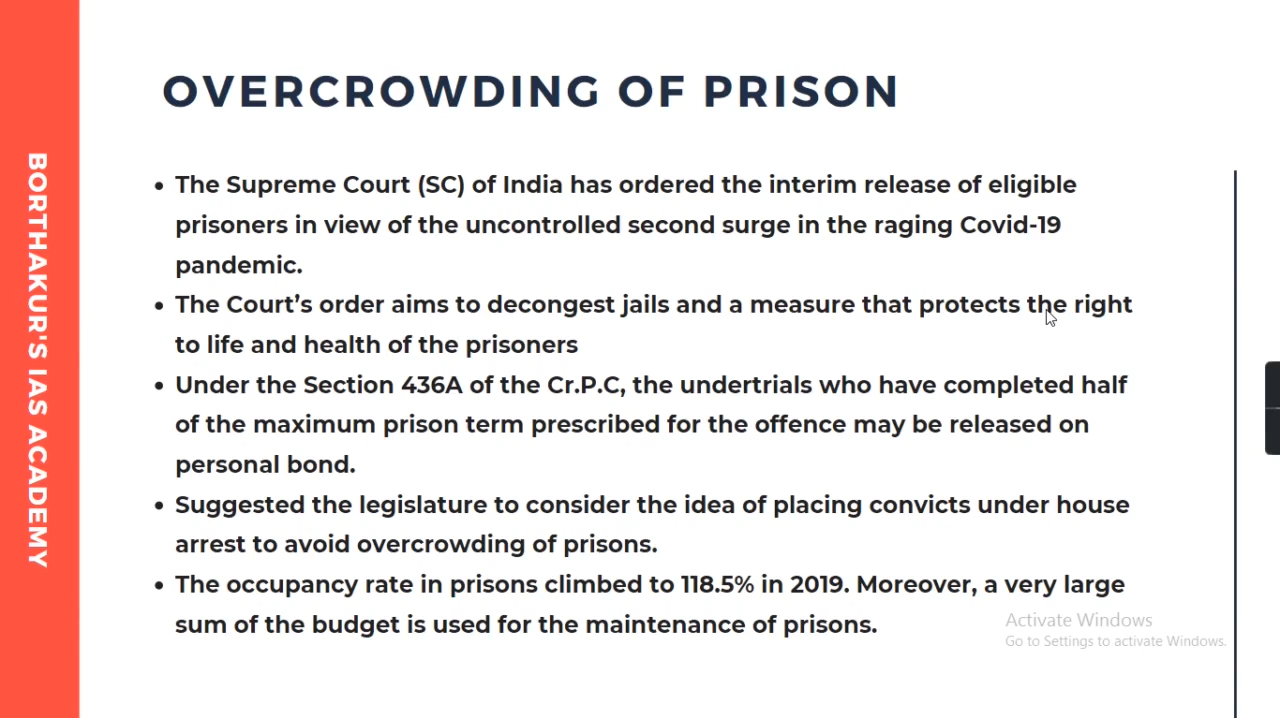 BORTHAKUR'S IAS ACADEMY
OVERCROWDING OF PRISON
• The Supreme Court (SC) of India has ordered the interim release of eligible
prisoners in view of the uncontrolled second surge in the raging Covid-19
pandemic.
• The Court’s order aims to decongest jails and a measure that protects the right
to life and health of the prisoners
• Under the Section 436A of the Cr.P.C, the undertrials who have completed half
of the maximum prison term prescribed for the offence may be released on
personal bond.
• Suggested the legislature to consider the idea of placing convicts under house
arrest to avoid overcrowding of prisons.
• The occupancy rate in prisons climbed to 118.5% in 2019. Moreover, a very large
sum of the budget is used for the maintenance of prisons.
Activate Windows
Go to Settings to activate Windows.